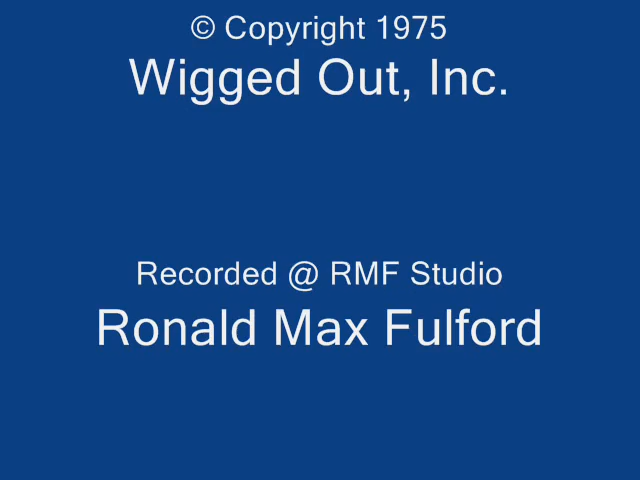 © Copyright 1975
Wigged Out, Inc.
Recorded @ RMF Studio
Ronald Max Fulford